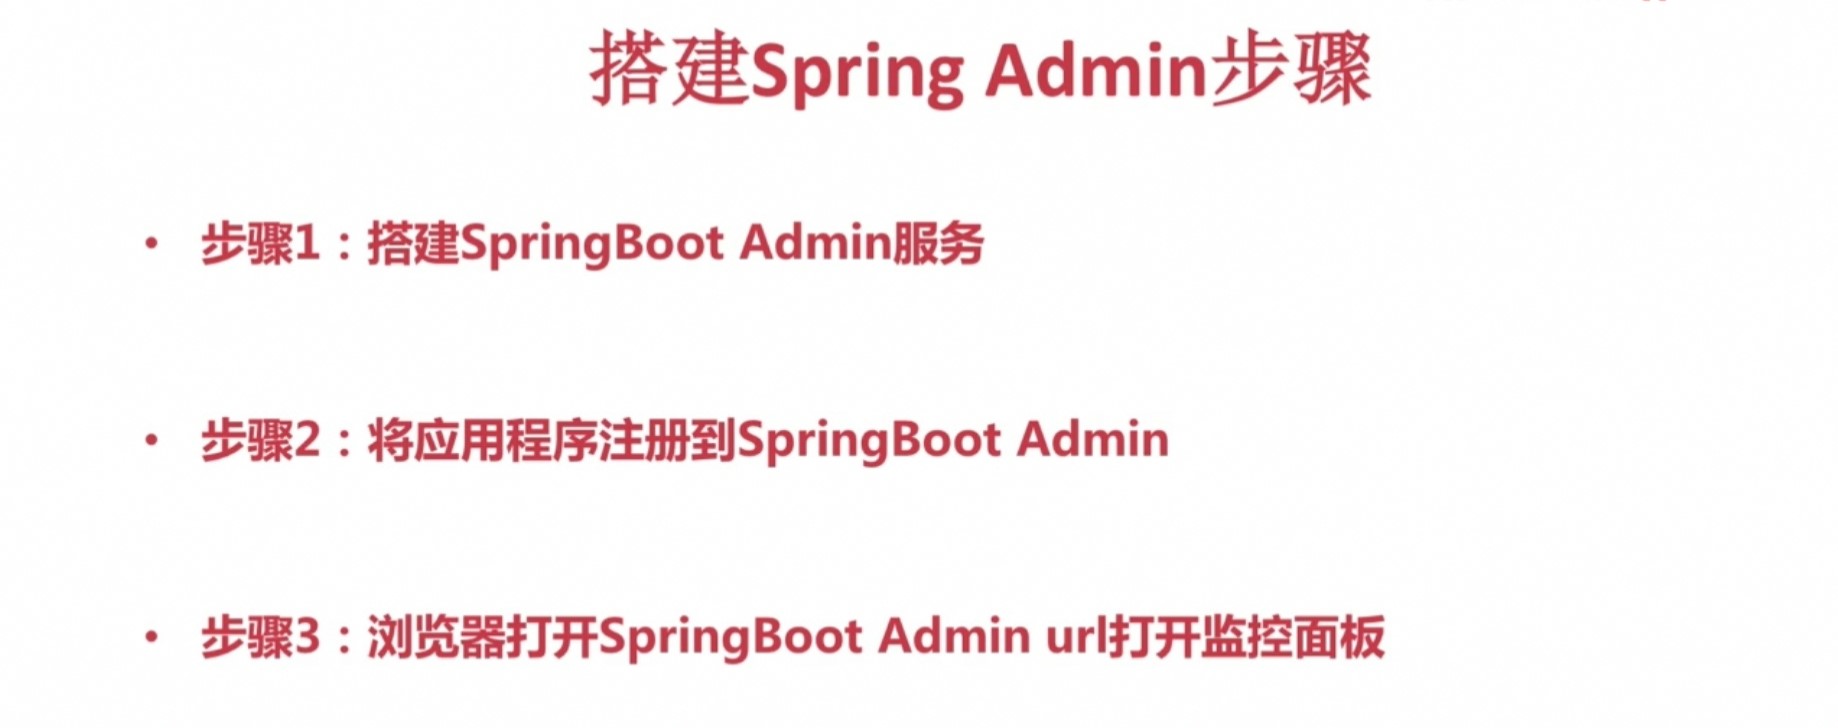 搭建Spring Admin步骤
• 步骤1：搭建SpringBoot Admin服务
• 步骤2：将应用程序注册到SpringBoot Admin
• 步骤3：浏览器打开SpringBoot Admin url打开监控面板